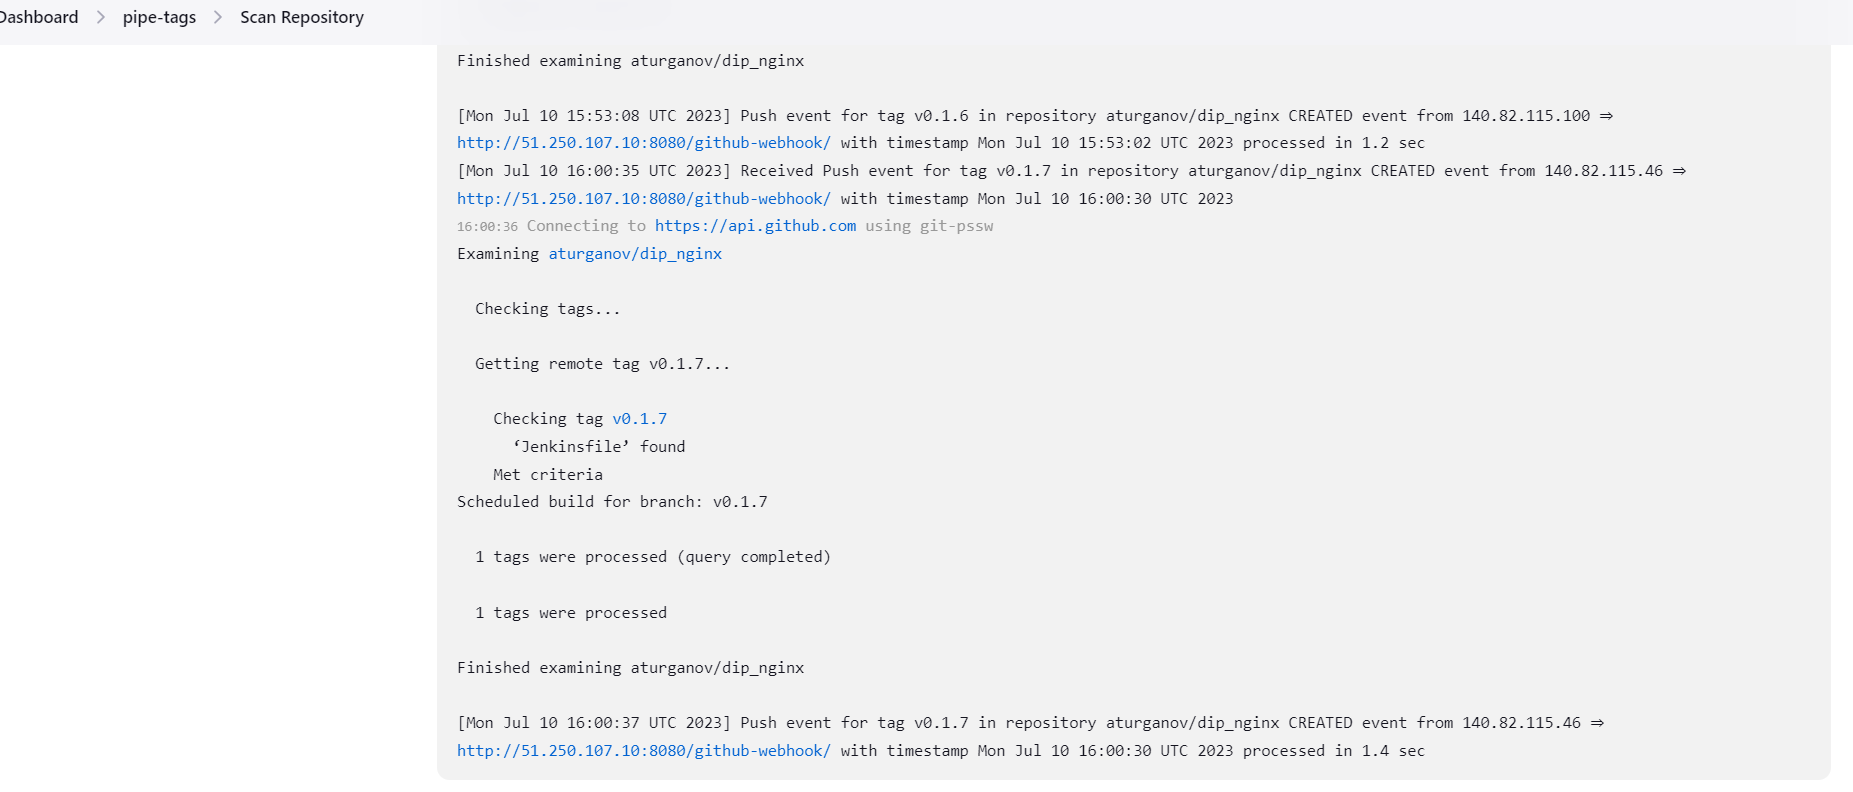 Dashboard > pipe-tags > Scan Repository
Finished examining aturganov/dip_nginx
[Mon Jul 10 15:53:08 UTC 2023] Push event for tag v0.1.6 in repository aturganov/dip_nginx CREATED event from 140.82.115.100 ⇒
http://51.250.107.10:8080/github-webhook/ with timestamp Mon Jul 10 15:53:02 UTC 2023 processed in 1.2 sec
[Mon Jul 10 16:00:35 UTC 2023] Received Push event for tag v0.1.7 in repository aturganov/dip_nginx CREATED event from 140.82.115.46 ⇒
http://51.250.107.10:8080/github-webhook/ with timestamp Mon Jul 10 16:00:30 UTC 2023
16:00:36 Connecting to https://api.github.com using git-pssw
Examining aturganov/dip_nginx
Checking tags...
Getting remote tag v0.1.7...
Checking tag v0.1.7
‘Jenkinsfile’ found
Met criteria
Scheduled build for branch: v0.1.7
1 tags were processed (query completed)
1 tags were processed
Finished examining aturganov/dip_nginx
[Mon Jul 10 16:00:37 UTC 2023] Push event for tag v0.1.7 in repository aturganov/dip_nginx CREATED event from 140.82.115.46 ⇒
http://51.250.107.10:8080/github-webhook/ with timestamp Mon Jul 10 16:00:30 UTC 2023 processed in 1.4 sec